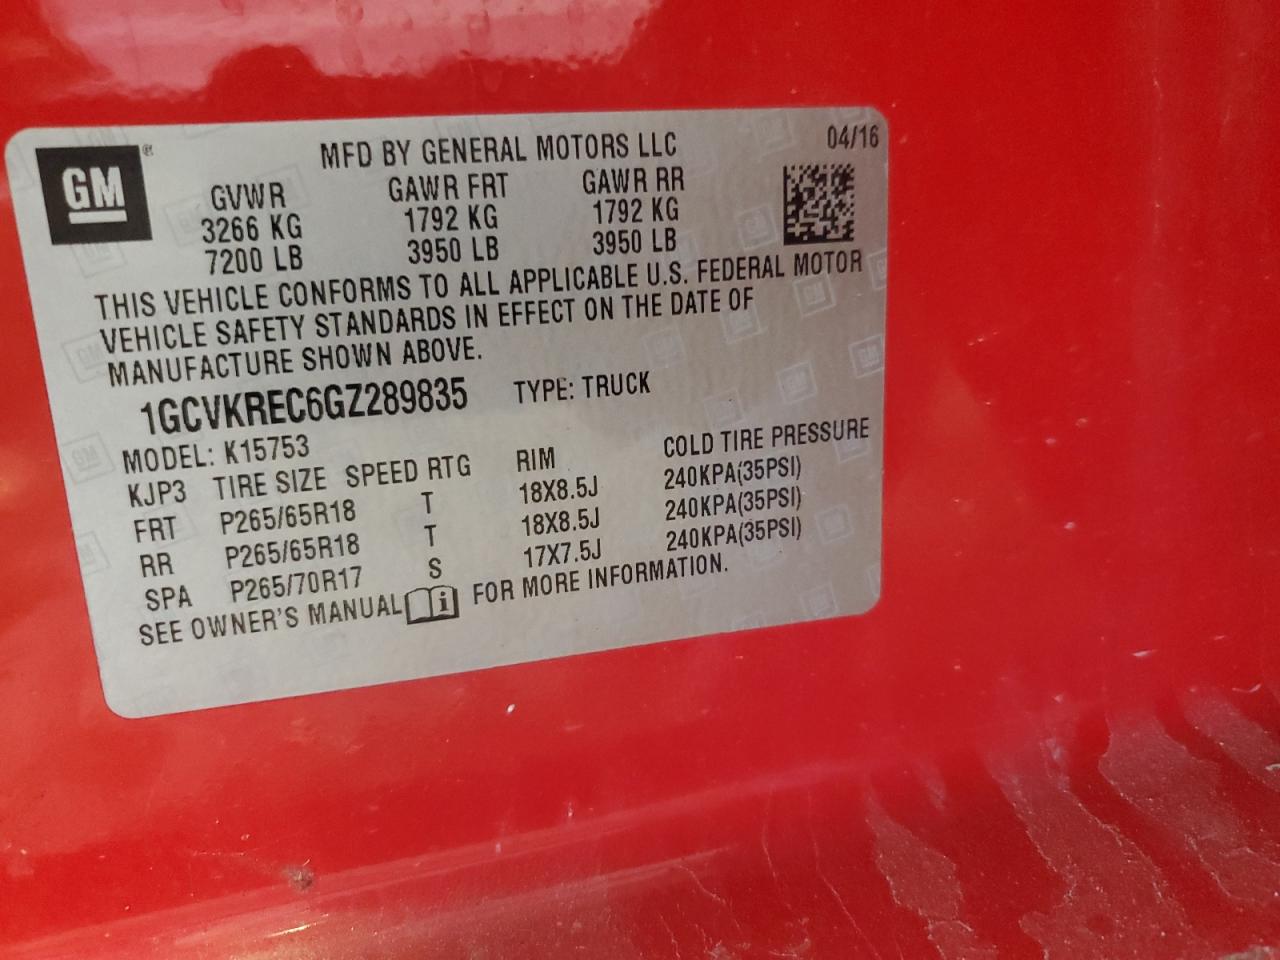 GM ®
MFD BY GENERAL MOTORS LLC 04/16
GVWR GAWR FRT GAWR RR
3266 KG 1792 KG 1792 KG
7200 LB 3950 LB 3950 LB
THIS VEHICLE CONFORMS TO ALL APPLICABLE U.S. FEDERAL MOTOR
VEHICLE SAFETY STANDARDS IN EFFECT ON THE DATE OF
MANUFACTURE SHOWN ABOVE.
1GCVKREC6GZ289835 TYPE: TRUCK
MODEL: K15753
KJP3 TIRE SIZE SPEED RTG RIM COLD TIRE PRESSURE
FRT P265/65R18 T 18X8.5J 240KPA(35PSI)
RR P265/65R18 T 18X8.5J 240KPA(35PSI)
SPA P265/70R17 S 17X7.5J 240KPA(35PSI)
SEE OWNER'S MANUAL i FOR MORE INFORMATION.